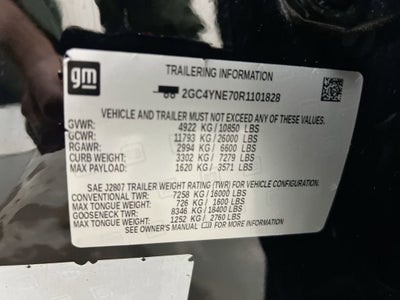 gm
TRAILERING INFORMATION
2GC4YNE70R1101828
VEHICLE AND TRAILER MUST NOT EXCEED ANY OF THESE WEIGHTS:
GVWR: 4922 KG/10850 LBS
GCWR: 11793 KG/26000 LBS
RGAWR: 2994 KG/ 6600 LBS
CURB WEIGHT: 3302 KG/ 7279 LBS
MAX PAYLOAD: 1620 KG/ 3571 LBS
SAE J2807 TRAILER WEIGHT RATING (TWR) FOR VEHICLE CONFIGURATION.
CONVENTIONAL TWR: 7258 KG/16000 LBS
MAX TONGUE WEIGHT: 726 KG/ 1600 LBS
GOOSENECK TWR: 8346 KG/18400 LBS
MAX TONGUE WEIGHT: 1252 KG/ 2760 LBS
SEE OWNER'S MANUAL FOR MORE INFORMATION